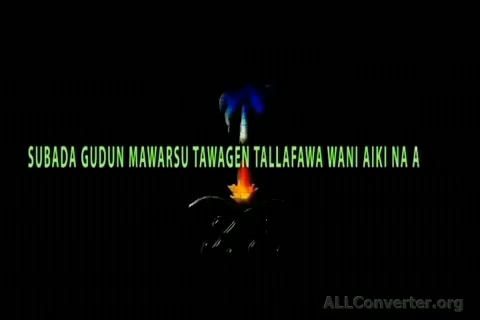 SUBADA GUDUN MAWARSU TAWAGEN TALLAFAWA WANI AIKI NA A
ALLConverter.org